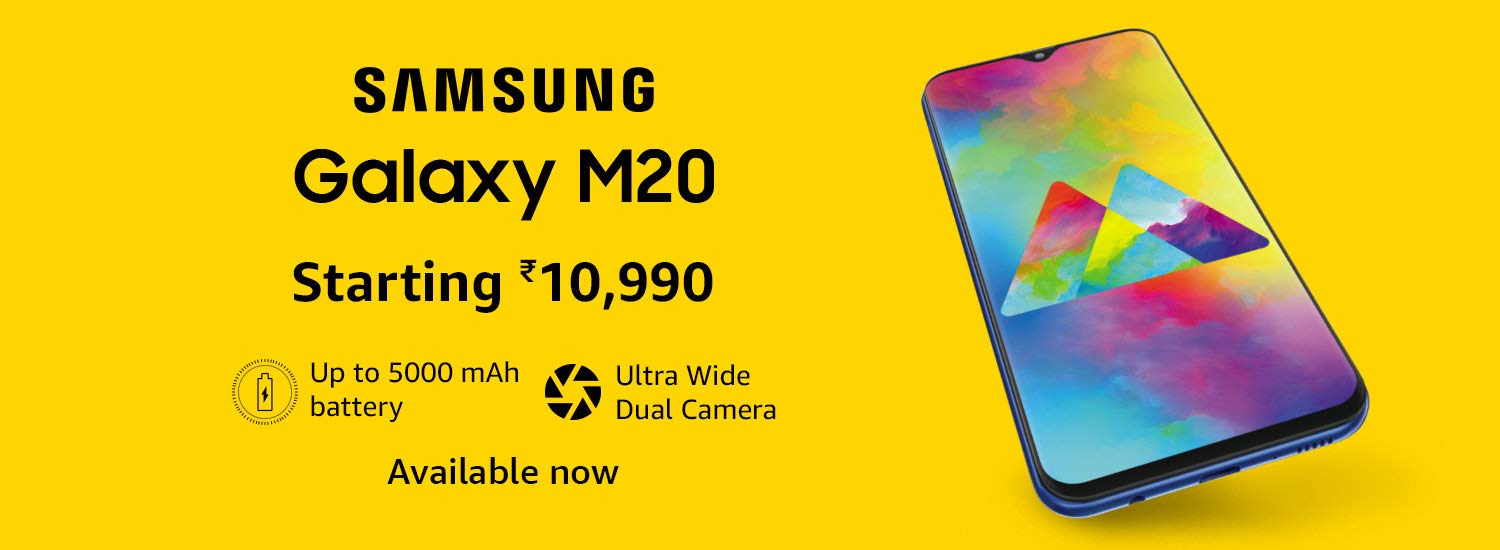 SAMSUNG
Galaxy M20
Starting ₹10,990
Up to 5000 mAh
battery
Ultra Wide
Dual Camera
Available now